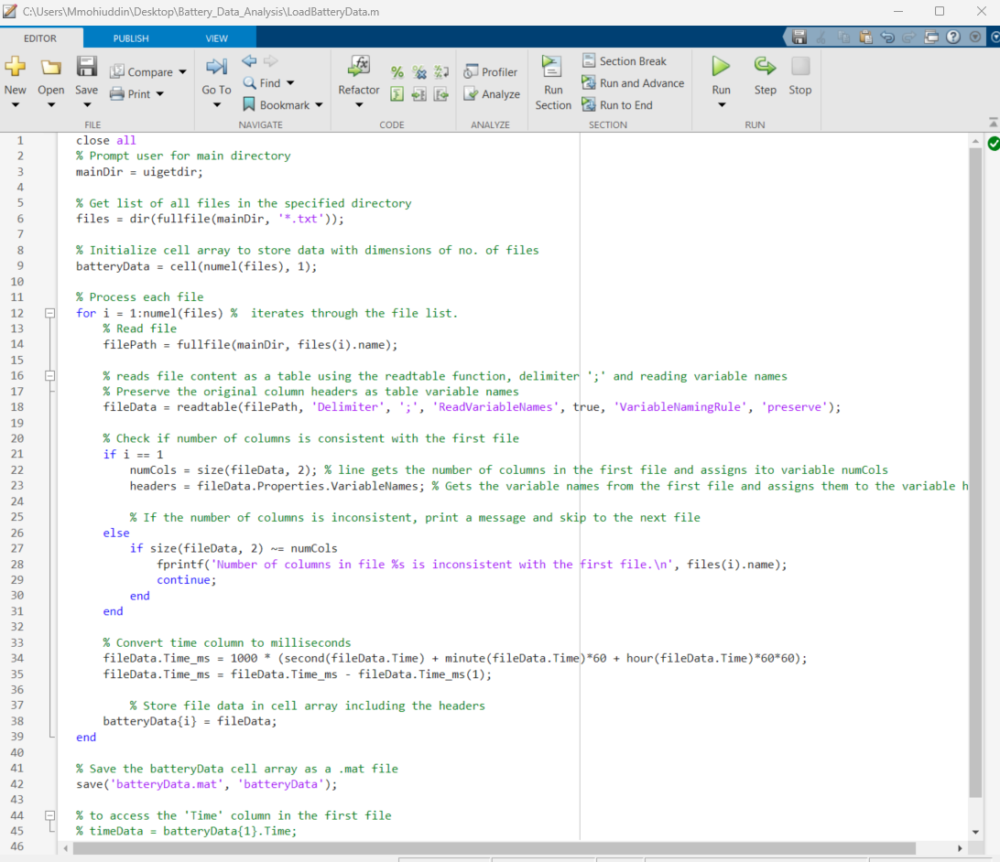 C:\Users\Mmohiuddin\Desktop\Battery_Data_Analysis\LoadBatteryData.m
EDITOR PUBLISH VIEW
New Open Save Compare Print
FILE
Go To Find Bookmark
NAVIGATE
Refactor
CODE
Profiler
Analyze
ANALYZE
Run Section
Section Break
Run and Advance
Run to End
SECTION
Run Step Stop
RUN
1 close all
2 % Prompt user for main directory
3 mainDir = uigetdir;
4
5 % Get list of all files in the specified directory
6 files = dir(fullfile(mainDir, '*.txt'));
7
8 % Initialize cell array to store data with dimensions of no. of files
9 batteryData = cell(numel(files), 1);
10
11 % Process each file
12 for i = 1:numel(files) %  iterates through the file list.
13     % Read file
14     filePath = fullfile(mainDir, files(i).name);
15
16     % reads file content as a table using the readtable function, delimiter ';' and reading variable names
17     % Preserve the original column headers as table variable names
18     fileData = readtable(filePath, 'Delimiter', ';', 'ReadVariableNames', true, 'VariableNamingRule', 'preserve');
19
20     % Check if number of columns is consistent with the first file
21     if i == 1
22         numCols = size(fileData, 2); % line gets the number of columns in the first file and assigns ito variable numCols
23         headers = fileData.Properties.VariableNames; % Gets the variable names from the first file and assigns them to the variable h
24
25         % If the number of columns is inconsistent, print a message and skip to the next file
26     else
27         if size(fileData, 2) ~= numCols
28             fprintf('Number of columns in file %s is inconsistent with the first file.\n', files(i).name);
29             continue;
30         end
31     end
32
33     % Convert time column to milliseconds
34     fileData.Time_ms = 1000 * (second(fileData.Time) + minute(fileData.Time)*60 + hour(fileData.Time)*60*60);
35     fileData.Time_ms = fileData.Time_ms - fileData.Time_ms(1);
36
37         % Store file data in cell array including the headers
38     batteryData{i} = fileData;
39 end
40
41 % Save the batteryData cell array as a .mat file
42 save('batteryData.mat', 'batteryData');
43
44 % to access the 'Time' column in the first file
45 % timeData = batteryData{1}.Time;
46